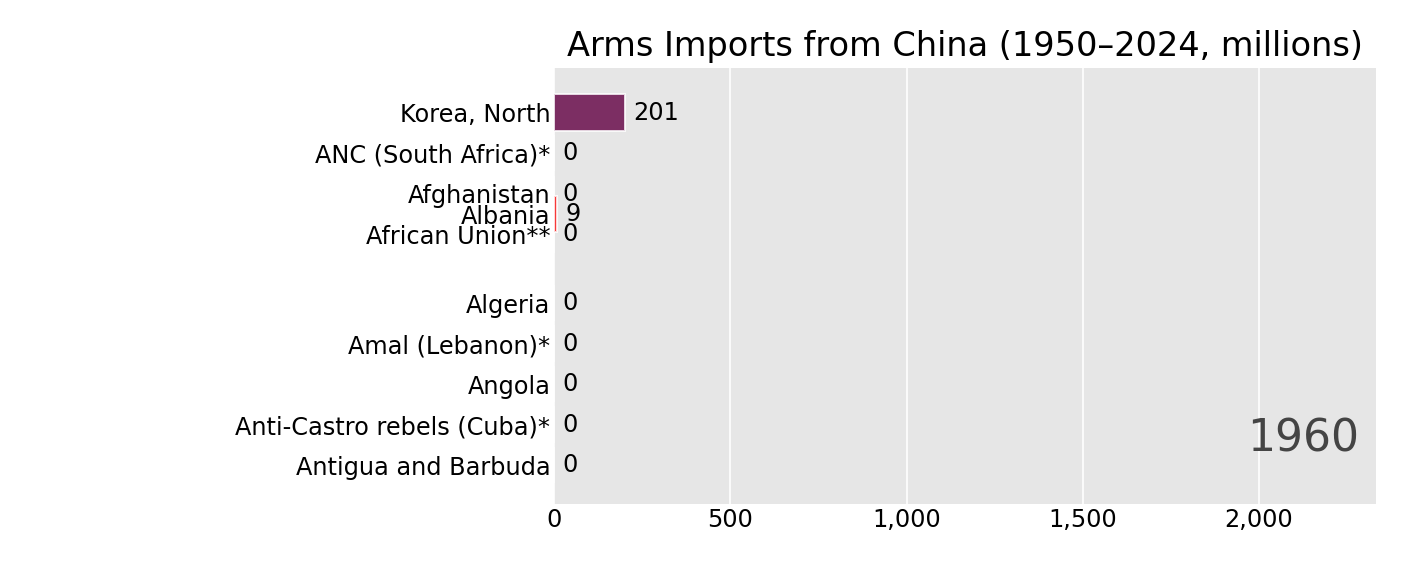 Arms Imports from China (1950–2024, millions)
Korea, North 201
ANC (South Africa)* 0
Afghanistan 0
Albania 9
African Union** 0
Algeria 0
Amal (Lebanon)* 0
Angola 0
Anti-Castro rebels (Cuba)* 0
1960
Antigua and Barbuda 0
0 500 1,000 1,500 2,000